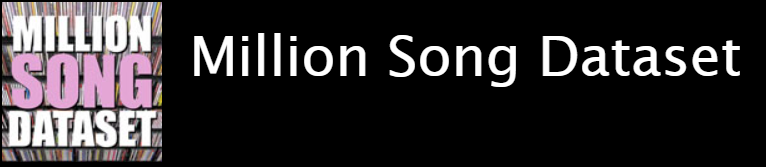 MILLION
SONG
DATASET
Million Song Dataset